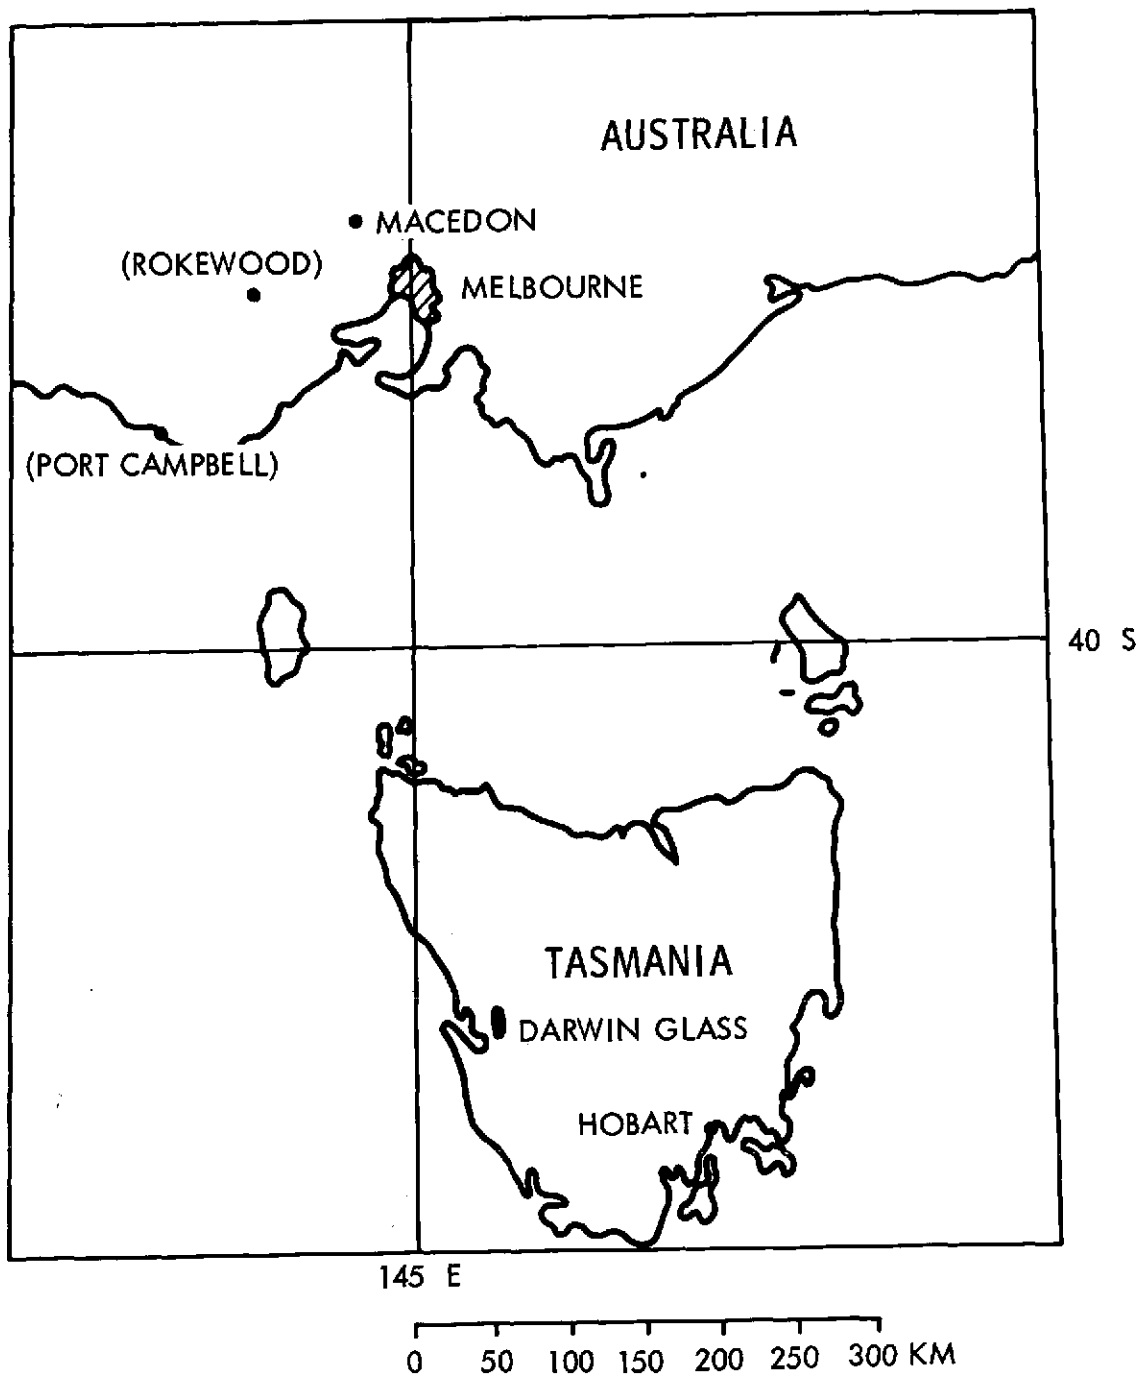 AUSTRALIA
MACEDON
(ROKEWOOD)
MELBOURNE
(PORT CAMPBELL)
40 S
TASMANIA
DARWIN GLASS
HOBART
145 E
0 50 100 150 200 250 300 KM